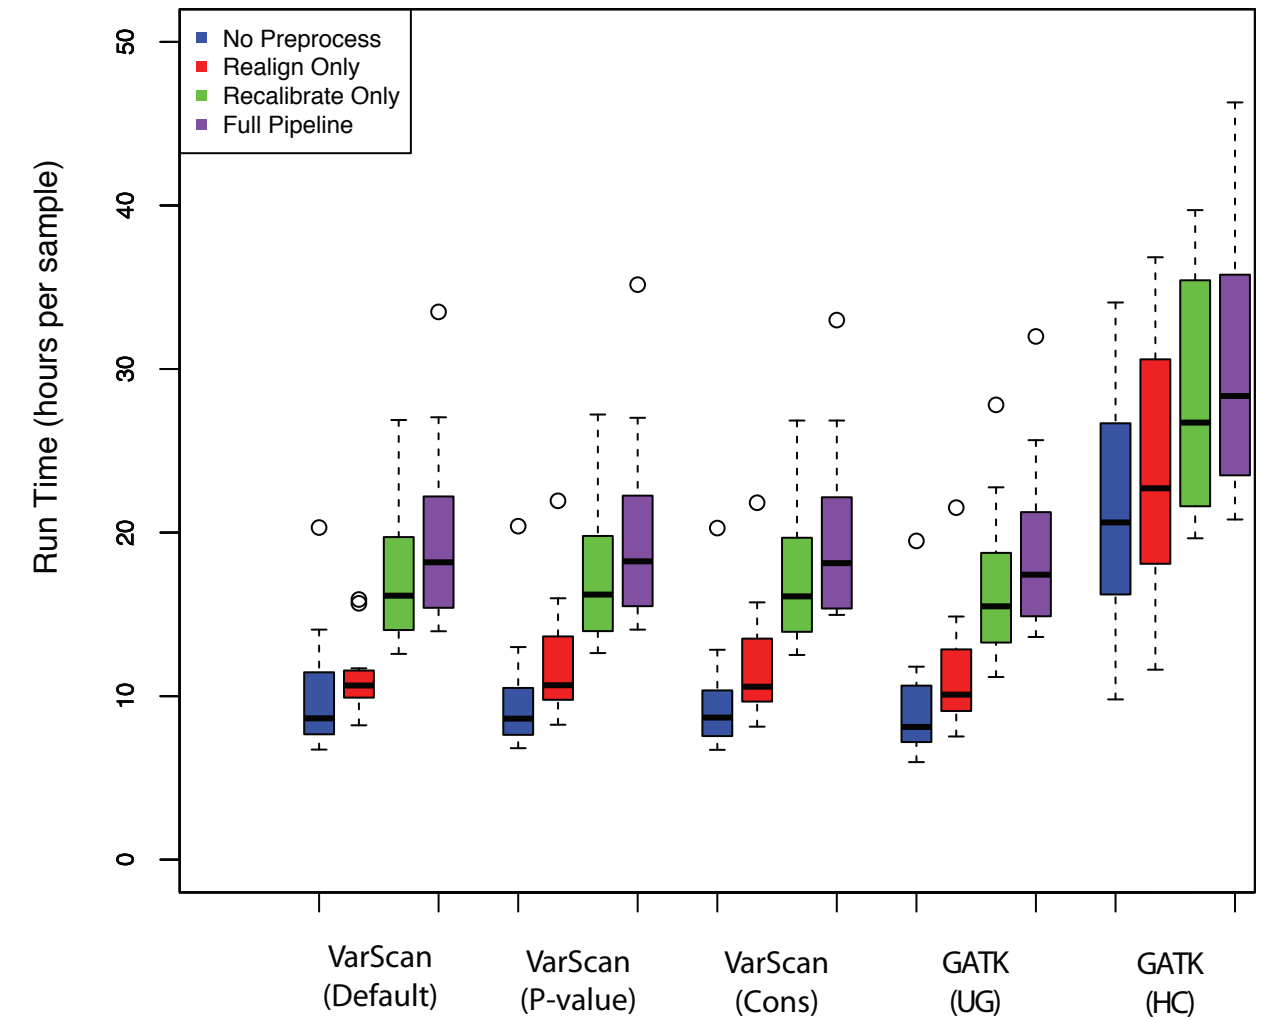 No Preprocess
Realign Only
Recalibrate Only
Full Pipeline
Run Time (hours per sample)
50
40
30
20
10
0
VarScan
(Default)
VarScan
(P-value)
VarScan
(Cons)
GATK
(UG)
GATK
(HC)